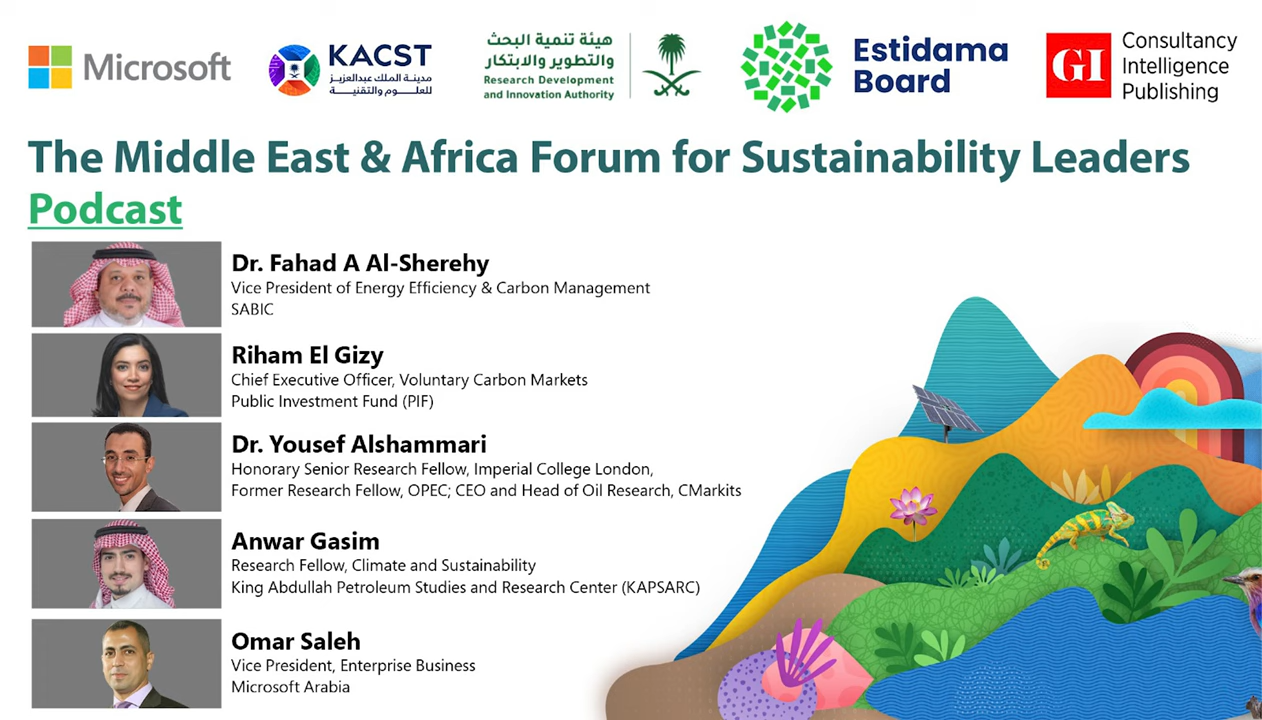 Microsoft
KACST
مدينة الملك عبدالعزيز
للعلوم والتقنية
هيئة تنمية البحث
والتطوير والابتكار
Research Development
and Innovation Authority
Estidama
Board
GI
Consultancy
Intelligence
Publishing
The Middle East & Africa Forum for Sustainability Leaders
Podcast
Dr. Fahad A Al-Sherehy
Vice President of Energy Efficiency & Carbon Management
SABIC
Riham El Gizy
Chief Executive Officer, Voluntary Carbon Markets
Public Investment Fund (PIF)
Dr. Yousef Alshammari
Honorary Senior Research Fellow, Imperial College London,
Former Research Fellow, OPEC; CEO and Head of Oil Research, CMarkits
Anwar Gasim
Research Fellow, Climate and Sustainability
King Abdullah Petroleum Studies and Research Center (KAPSARC)
Omar Saleh
Vice President, Enterprise Business
Microsoft Arabia